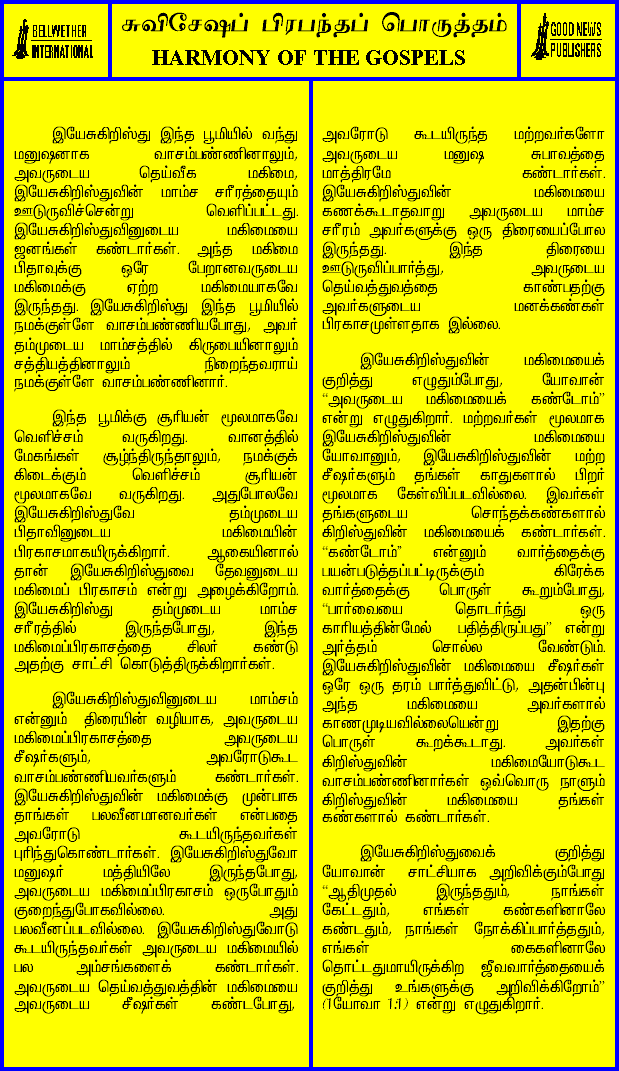 BELLWETHER
INTERNATIONAL
சுவிசேஷப் பிரபந்தப் பொருத்தம்
HARMONY OF THE GOSPELS
GOOD NEWS
PUBLISHERS
இயேசுகிறிஸ்து இந்த பூமியில் வந்து
மனுஷனாக வாசம்பண்ணினாலும்,
அவருடைய தெய்வீக மகிமை,
இயேசுகிறிஸ்துவின் மாம்ச சரீரத்தையும்
ஊடுருவிச்சென்று வெளிப்பட்டது.
இயேசுகிறிஸ்துவினுடைய மகிமையை
ஜனங்கள் கண்டார்கள். அந்த மகிமை
பிதாவுக்கு ஒரே பேறானவருடைய
மகிமைக்கு ஏற்ற மகிமையாகவே
இருந்தது. இயேசுகிறிஸ்து இந்த பூமியில்
நமக்குள்ளே வாசம்பண்ணியபோது, அவர்
தம்முடைய மாம்சத்தில் கிருபையினாலும்
சத்தியத்தினாலும் நிறைந்தவராய்
நமக்குள்ளே வாசம்பண்ணினார்.
இந்த பூமிக்கு சூரியன் மூலமாகவே
வெளிச்சம் வருகிறது. வானத்தில்
மேகங்கள் சூழ்ந்திருந்தாலும், நமக்குக்
கிடைக்கும் வெளிச்சம் சூரியன்
மூலமாகவே வருகிறது. அதுபோலவே
இயேசுகிறிஸ்துவே தம்முடைய
பிதாவினுடைய மகிமையின்
பிரகாசமாகயிருக்கிறார். ஆகையினால்
தான் இயேசுகிறிஸ்துவை தேவனுடைய
மகிமைப் பிரகாசம் என்று அழைக்கிறோம்.
இயேசுகிறிஸ்து தம்முடைய மாம்ச
சரீரத்தில் இருந்தபோது, இந்த
மகிமைப்பிரகாசத்தை சிலர் கண்டு
அதற்கு சாட்சி கொடுத்திருக்கிறார்கள்.
இயேசுகிறிஸ்துவினுடைய மாம்சம்
என்னும் திரையின் வழியாக, அவருடைய
மகிமைப்பிரகாசத்தை அவருடைய
சீஷர்களும், அவரோடுகூட
வாசம்பண்ணியவர்களும் கண்டார்கள்.
இயேசுகிறிஸ்துவின் மகிமைக்கு முன்பாக
தாங்கள் பலவீனமானவர்கள் என்பதை
அவரோடு கூடயிருந்தவர்கள்
புரிந்துகொண்டார்கள். இயேசுகிறிஸ்துவோ
மனுஷர் மத்தியிலே இருந்தபோது,
அவருடைய மகிமைப்பிரகாசம் ஒருபோதும்
குறைந்துபோகவில்லை. அது
பலவீனப்படவில்லை. இயேசுகிறிஸ்துவோடு
கூடயிருந்தவர்கள் அவருடைய மகிமையில்
பல அம்சங்களைக் கண்டார்கள்.
அவருடைய தெய்வத்துவத்தின் மகிமையை
அவருடைய சீஷர்கள் கண்டபோது,
அவரோடு கூடயிருந்த மற்றவர்களோ
அவருடைய மனுஷ சுபாவத்தை
மாத்திரமே கண்டார்கள்.
இயேசுகிறிஸ்துவின் மகிமையை
கணக்கூடாதவாறு அவருடைய மாம்ச
சரீரம் அவர்களுக்கு ஒரு திரையைப்போல
இருந்தது. இந்த திரையை
ஊடுருவிப்பார்த்து, அவருடைய
தெய்வத்துவத்தை காண்பதற்கு
அவர்களுடைய மனக்கண்கள்
பிரகாசமுள்ளதாக இல்லை.
இயேசுகிறிஸ்துவின் மகிமையைக்
குறித்து எழுதும்போது, யோவான்
“அவருடைய மகிமையைக் கண்டோம்”
என்று எழுதுகிறார். மற்றவர்கள் மூலமாக
இயேசுகிறிஸ்துவின் மகிமையை
யோவானும், இயேசுகிறிஸ்துவின் மற்ற
சீஷர்களும் தங்கள் காதுகளால் பிறர்
மூலமாக கேள்விப்படவில்லை. இவர்கள்
தங்களுடைய சொந்தக்கண்களால்
கிறிஸ்துவின் மகிமையைக் கண்டார்கள்.
“கண்டோம்” என்னும் வார்த்தைக்கு
பயன்படுத்தப்பட்டிருக்கும் கிரேக்க
வார்த்தைக்கு பொருள் கூறும்போது,
“பார்வையை தொடர்ந்து ஒரு
காரியத்தின்மேல் பதித்திருப்பது” என்று
அர்த்தம் சொல்ல வேண்டும்.
இயேசுகிறிஸ்துவின் மகிமையை சீஷர்கள்
ஒரே ஒரு தரம் பார்த்துவிட்டு, அதன்பின்பு
அந்த மகிமையை அவர்களால்
காணமுடியவில்லையென்று இதற்கு
பொருள் கூறக்கூடாது. அவர்கள்
கிறிஸ்துவின் மகிமையோடுகூட
வாசம்பண்ணினார்கள் ஒவ்வொரு நாளும்
கிறிஸ்துவின் மகிமையை தங்கள்
கண்களால் கண்டார்கள்.
இயேசுகிறிஸ்துவைக் குறித்து
யோவான் சாட்சியாக அறிவிக்கும்போது
“ஆதிமுதல் இருந்ததும், நாங்கள்
கேட்டதும், எங்கள் கண்களினாலே
கண்டதும், நாங்கள் நோக்கிப்பார்த்ததும்,
எங்கள் கைகளினாலே
தொட்டதுமாயிருக்கிற ஜீவவார்த்தையைக்
குறித்து உங்களுக்கு அறிவிக்கிறோம்”
(1யோவா 1:1) என்று எழுதுகிறார்.